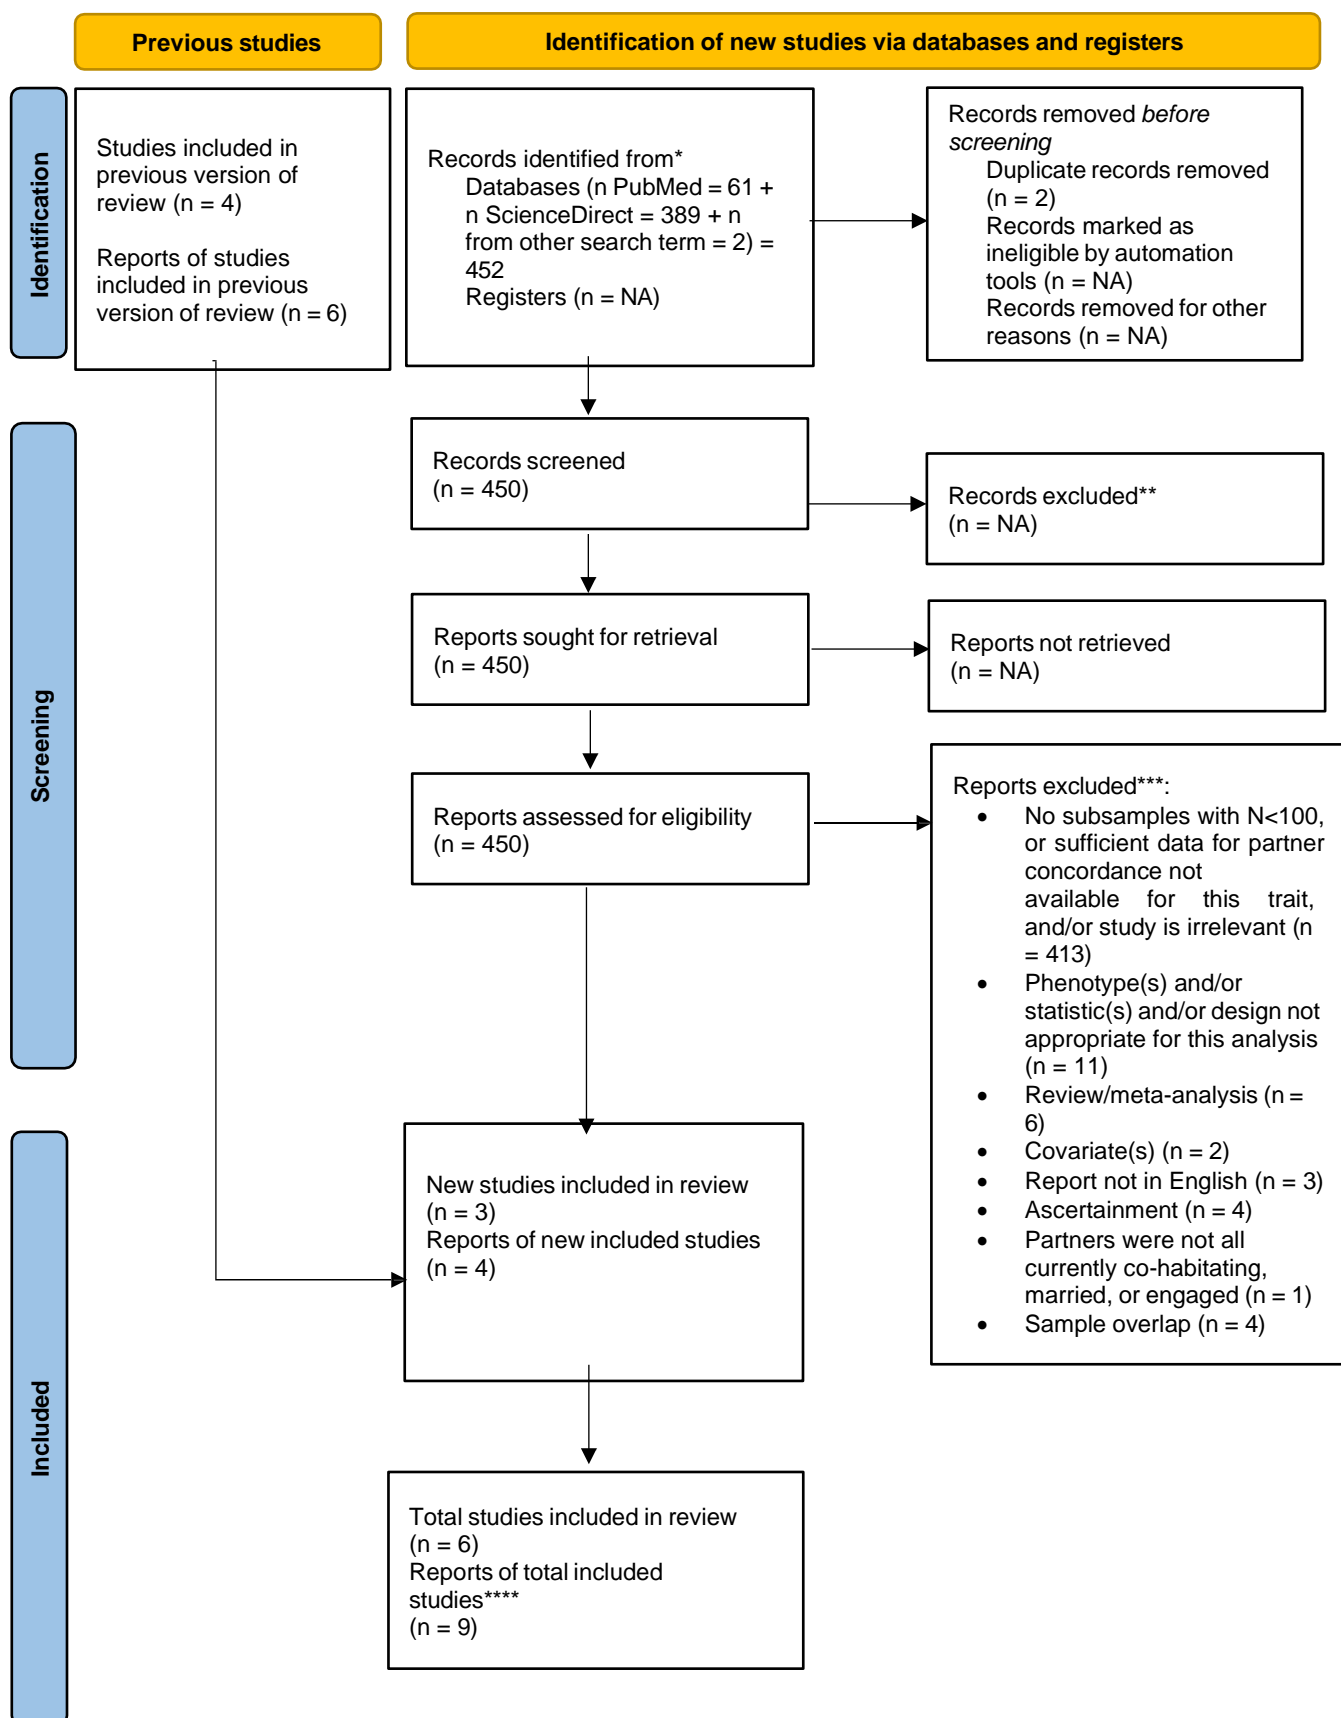 Previous studies
Identification of new studies via databases and registers
Identification
Studies included in
previous version of
review (n = 4)
Reports of studies
included in previous
version of review (n = 6)
Records identified from*
Databases (n PubMed = 61 +
n ScienceDirect = 389 + n
from other search term = 2) =
452
Registers (n = NA)
Records removed before
screening
Duplicate records removed
(n = 2)
Records marked as
ineligible by automation
tools (n = NA)
Records removed for other
reasons (n = NA)
Screening
Records screened
(n = 450)
Records excluded**
(n = NA)
Reports sought for retrieval
(n = 450)
Reports not retrieved
(n = NA)
Reports assessed for eligibility
(n = 450)
Reports excluded***:
• No subsamples with N<100,
or sufficient data for partner
concordance not
available for this trait,
and/or study is irrelevant (n
= 413)
• Phenotype(s) and/or
statistic(s) and/or design not
appropriate for this analysis
(n = 11)
• Review/meta-analysis (n =
6)
• Covariate(s) (n = 2)
• Report not in English (n = 3)
• Ascertainment (n = 4)
• Partners were not all
currently co-habitating,
married, or engaged (n = 1)
• Sample overlap (n = 4)
Included
New studies included in review
(n = 3)
Reports of new included studies
(n = 4)
Total studies included in review
(n = 6)
Reports of total included
studies****
(n = 9)